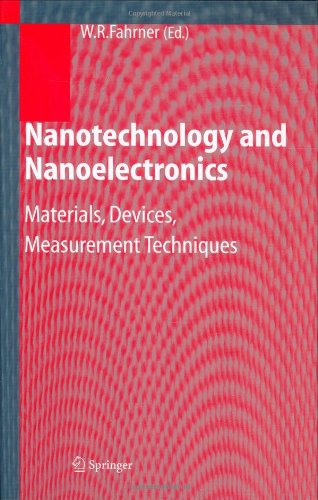 W.R.Fahrner (Ed.)
Nanotechnology and
Nanoelectronics
Materials, Devices,
Measurement Techniques
Springer